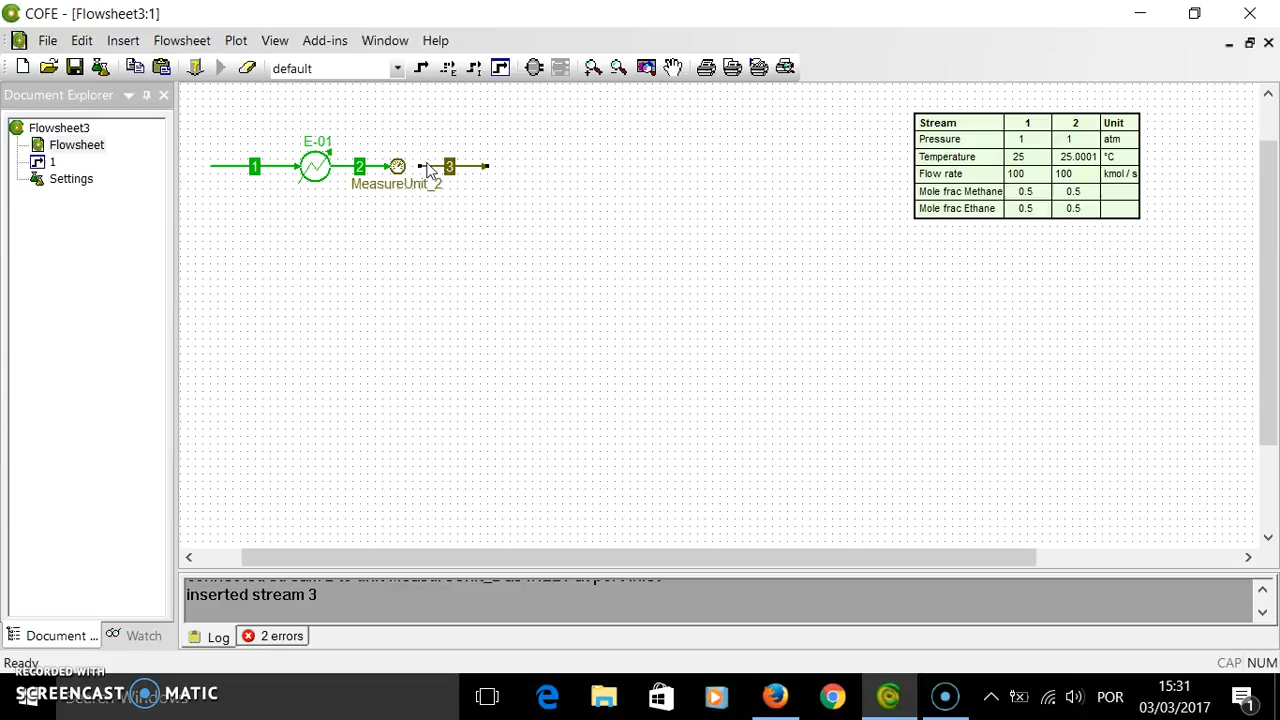 COFE - [Flowsheet3:1]
File Edit Insert Flowsheet Plot View Add-ins Window Help
default
Document Explorer
Flowsheet3
Flowsheet
1
Settings
E-01
1 2 3
MeasureUnit_2
Stream 1 2 Unit
Pressure 1 1 atm
Temperature 25 25.0001 °C
Flow rate 100 100 kmol / s
Mole frac Methane 0.5 0.5
Mole frac Ethane 0.5 0.5
inserted stream 3
Document ... Watch
Log 2 errors
Ready
CAP NUM
RECORDED WITH
SCREENCAST MATIC
Search Windows
POR
15:31
03/03/2017
1